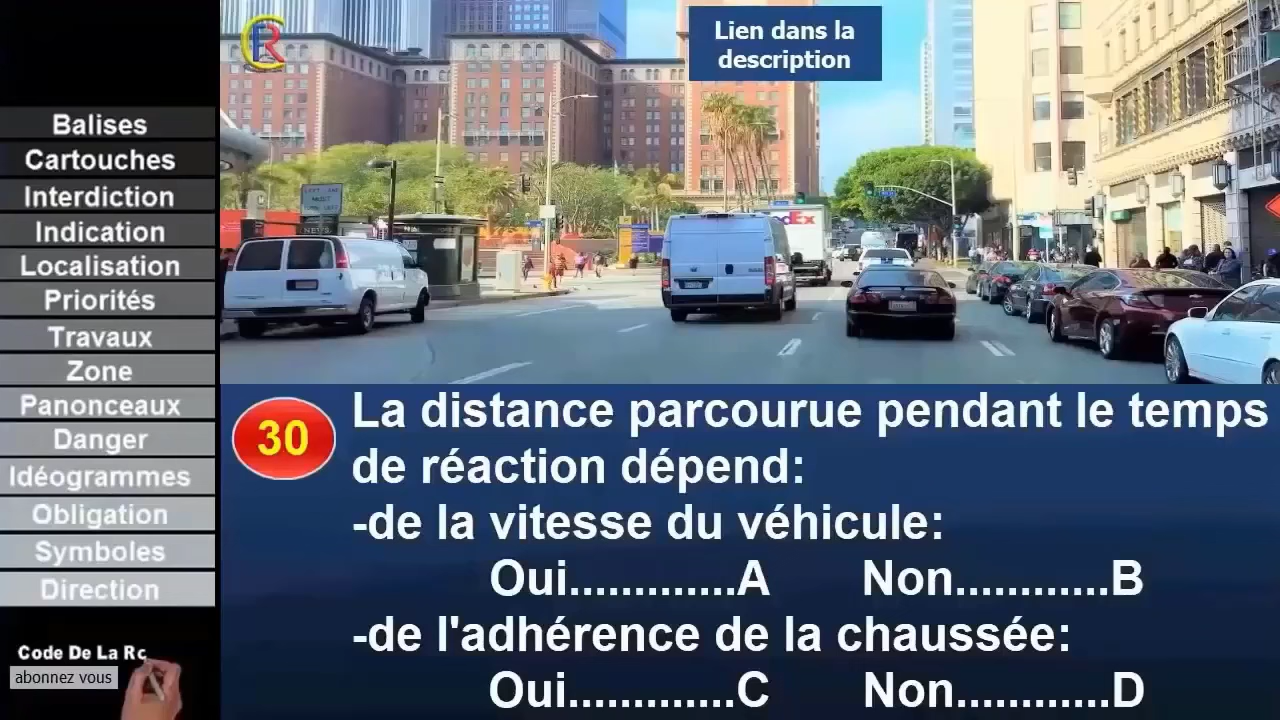 Lien dans la
description
Balises
Cartouches
Interdiction
Indication
Localisation
Priorités
Travaux
Zone
Panonceaux
Danger
Idéogrammes
Obligation
Symboles
Direction
Code De La Rc
abonnez vous
NEWS
FedEx
30
La distance parcourue pendant le temps
de réaction dépend:
-de la vitesse du véhicule:
Oui.............A Non............B
-de l'adhérence de la chaussée:
Oui.............C Non............D